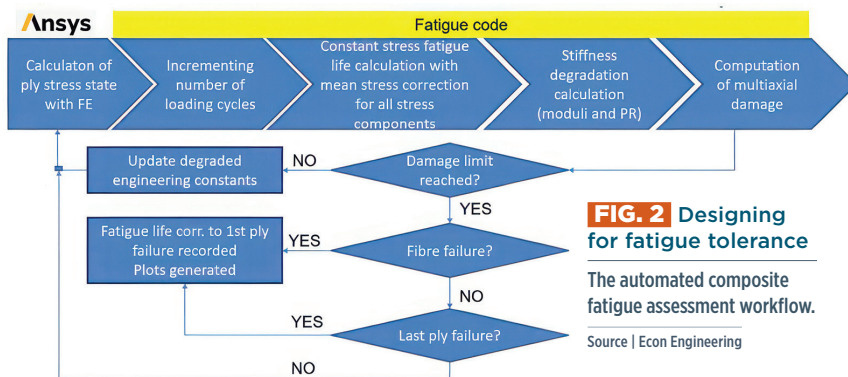 Ansys
Fatigue code
Calculaton of
ply stress state
with FE
Incrementing
number of
loading cycles
Constant stress fatigue
life calculation with
mean stress correction
for all stress
components
Stiffness
degradation
calculation
(moduli and PR)
Computation
of multiaxial
damage
Update degraded
engineering constants
NO
Damage limit
reached?
YES
Fatigue life corr. to 1st ply
failure recorded
Plots generated
YES
Fibre failure?
NO
YES
Last ply failure?
NO
FIG. 2 Designing
for fatigue tolerance
The automated composite
fatigue assessment workflow.
Source | Econ Engineering